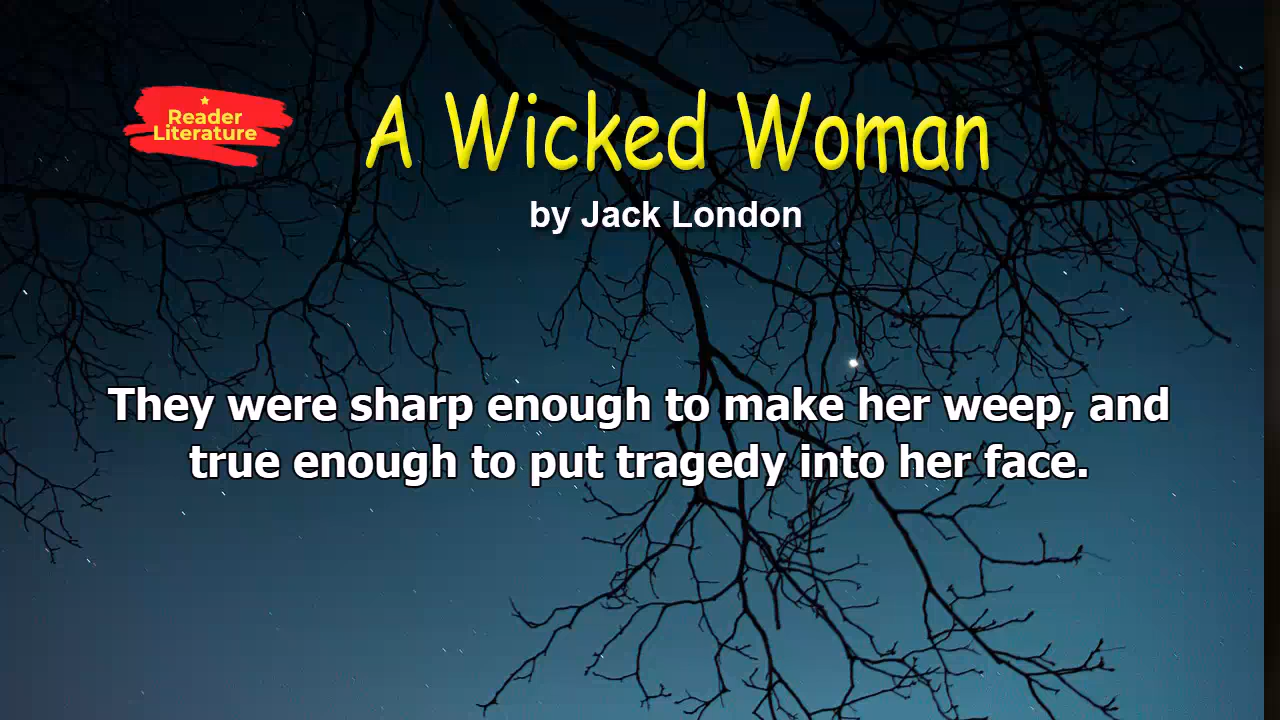 Reader
Literature
A Wicked Woman
by Jack London
They were sharp enough to make her weep, and
true enough to put tragedy into her face.